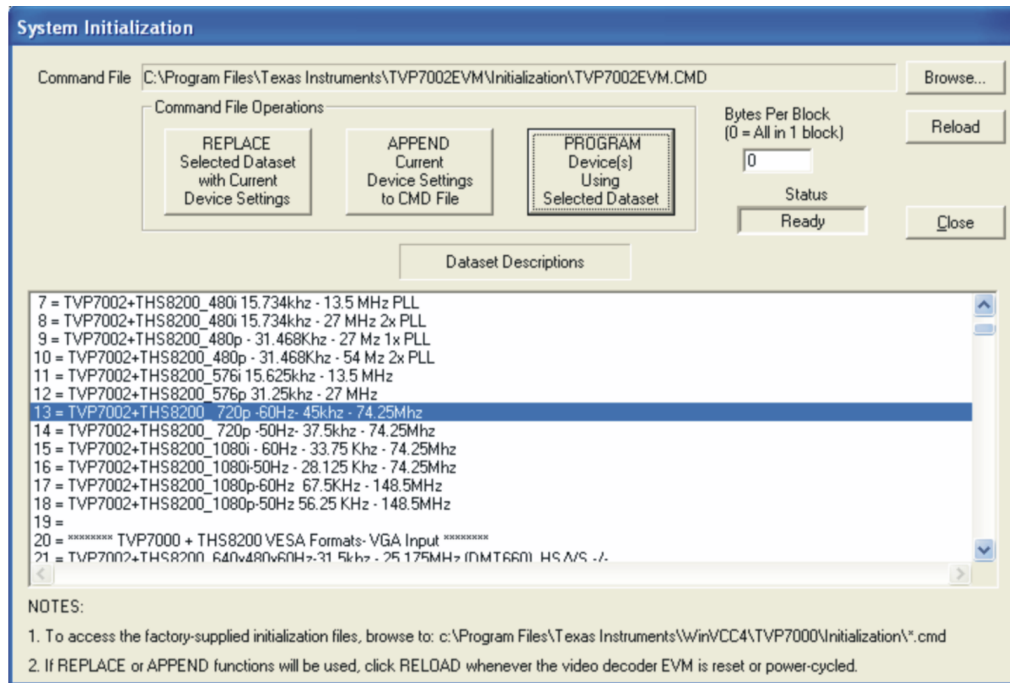 System Initialization
Command File C:\Program Files\Texas Instruments\TVP7002EVM\Initialization\TVP7002EVM.CMD Browse...
Command File Operations
REPLACE
Selected Dataset
with Current
Device Settings
APPEND
Current
Device Settings
to CMD File
PROGRAM
Device(s)
Using
Selected Dataset
Bytes Per Block
(0 = All in 1 block)
0
Reload
Status
Ready
Close
Dataset Descriptions
7 = TVP7002+THS8200_480i 15.734khz - 13.5 MHz PLL
8 = TVP7002+THS8200_480i 15.734khz - 27 MHz 2x PLL
9 = TVP7002+THS8200_480p - 31.468Khz - 27 Mz 1x PLL
10 = TVP7002+THS8200_480p - 31.468Khz - 54 Mz 2x PLL
11 = TVP7002+THS8200_576i 15.625khz - 13.5 MHz
12 = TVP7002+THS8200_576p 31.25khz - 27 MHz
13 = TVP7002+THS8200_ 720p -60Hz- 45khz - 74.25Mhz
14 = TVP7002+THS8200_ 720p -50Hz- 37.5khz - 74.25Mhz
15 = TVP7002+THS8200_1080i - 60Hz - 33.75 Khz - 74.25Mhz
16 = TVP7002+THS8200_1080i-50Hz - 28.125 Khz - 74.25Mhz
17 = TVP7002+THS8200_1080p-60Hz 67.5KHz - 148.5MHz
18 = TVP7002+THS8200_1080p-50Hz 56.25 KHz - 148.5MHz
19 =
20 = ******** TVP7000 + THS8200 VESA Formats- VGA Input ********
21 = TVP7002+THS8200_640x480x60Hz-31.5khz - 25.175MHz (DMT660) HS/VS -/-
NOTES:
1. To access the factory-supplied initialization files, browse to: c:\Program Files\Texas Instruments\WinVCC4\TVP7000\Initialization\*.cmd
2. If REPLACE or APPEND functions will be used, click RELOAD whenever the video decoder EVM is reset or power-cycled.